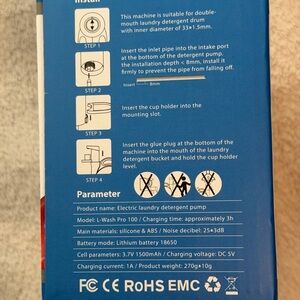 Install
This machine is suitable for double-
mouth laundry detergent drum
with inner diameter of 33*1.5mm.
STEP 1
Insert the inlet pipe into the intake port
at the bottom of the detergent pump.
the installation depth < 8mm, install it
firmly to prevent the pipe from falling off.
STEP 2
Insert 8mm
Insert the cup holder into the
mounting slot.
STEP 3
Insert the glue plug at the bottom of the
machine into the mouth of the laundry
detergent bucket and hold the cup holder
level.
STEP 4
Parameter
Product name: Electric laundry detergent pump
Model: L-Wash Pro 100 / Charging time: approximately 3h
Main materials: silicone & ABS / Noise decibel: 25*3dB
Battery mode: Lithium battery 18650
Cell parameters: 3.7V 1500mAh / Charging voltage: DC 5V
Charging current: 1A / Product weight: 270g*10g
FC CE RoHS EMC